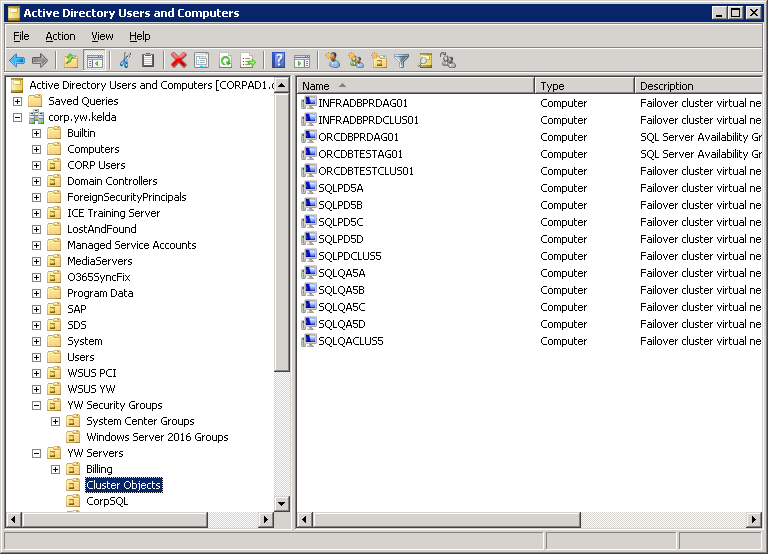 Active Directory Users and Computers
File Action View Help
Active Directory Users and Computers [CORPAD1.c
Saved Queries
corp.yw.kelda
Builtin
Computers
CORP Users
Domain Controllers
ForeignSecurityPrincipals
ICE Training Server
LostAndFound
Managed Service Accounts
MediaServers
O365SyncFix
Program Data
SAP
SDS
System
Users
WSUS PCI
WSUS YW
YW Security Groups
System Center Groups
Windows Server 2016 Groups
YW Servers
Billing
Cluster Objects
CorpSQL
Name Type Description
INFRADBPRDAG01 Computer Failover cluster virtual ne
INFRADBPRDCLUS01 Computer Failover cluster virtual ne
ORCDBPRDAG01 Computer SQL Server Availability Gr
ORCDBTESTAG01 Computer SQL Server Availability Gr
ORCDBTESTCLUS01 Computer Failover cluster virtual ne
SQLPD5A Computer Failover cluster virtual ne
SQLPD5B Computer Failover cluster virtual ne
SQLPD5C Computer Failover cluster virtual ne
SQLPD5D Computer Failover cluster virtual ne
SQLPDCLUS5 Computer Failover cluster virtual ne
SQLQA5A Computer Failover cluster virtual ne
SQLQA5B Computer Failover cluster virtual ne
SQLQA5C Computer Failover cluster virtual ne
SQLQA5D Computer Failover cluster virtual ne
SQLQACLUS5 Computer Failover cluster virtual ne